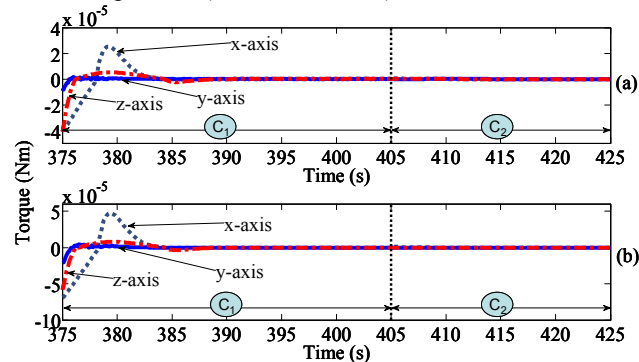 x 10^-5
4
2
0
-2
-4
x-axis
z-axis
y-axis
(a)
C1
C2
375 380 385 390 395 400 405 410 415 420 425
Time (s)
Torque (Nm)
x 10^-5
5
0
-5
-10
x-axis
z-axis
y-axis
(b)
C1
C2
375 380 385 390 395 400 405 410 415 420 425
Time (s)